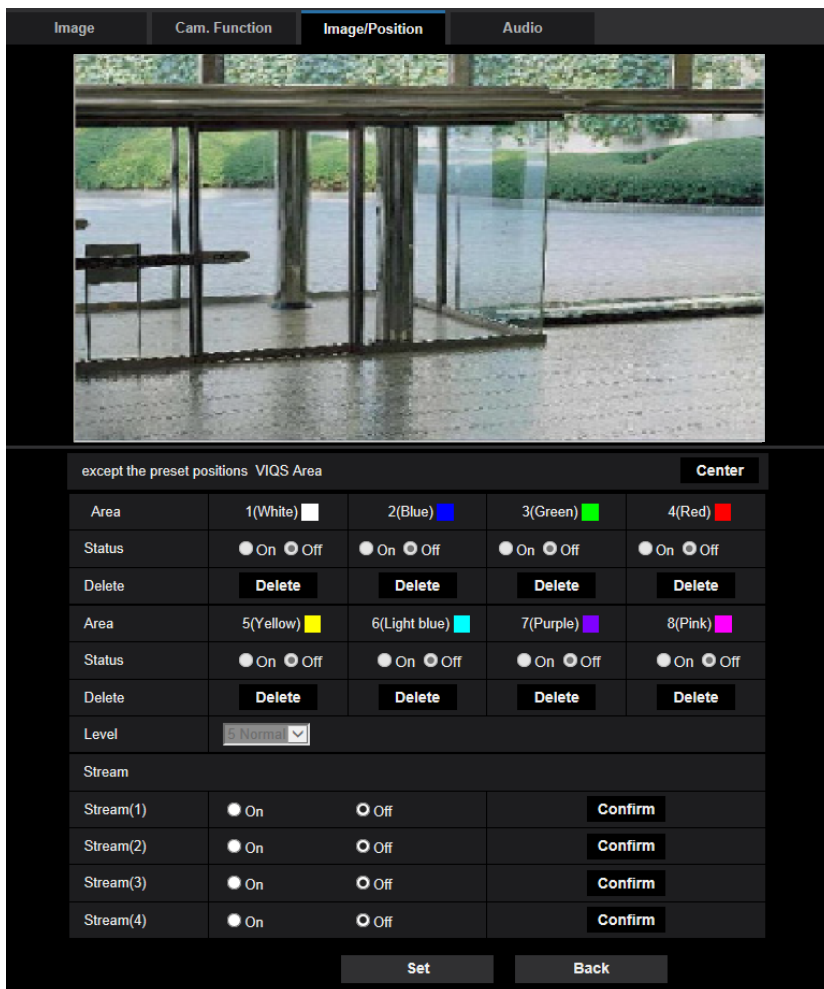 Image Cam. Function Image/Position Audio
except the preset positions VIQS Area Center
Area 1(White) 2(Blue) 3(Green) 4(Red)
Status On Off On Off On Off On Off
Delete Delete Delete Delete Delete
Area 5(Yellow) 6(Light blue) 7(Purple) 8(Pink)
Status On Off On Off On Off On Off
Delete Delete Delete Delete Delete
Level 5 Normal
Stream
Stream(1) On Off Confirm
Stream(2) On Off Confirm
Stream(3) On Off Confirm
Stream(4) On Off Confirm
Set Back